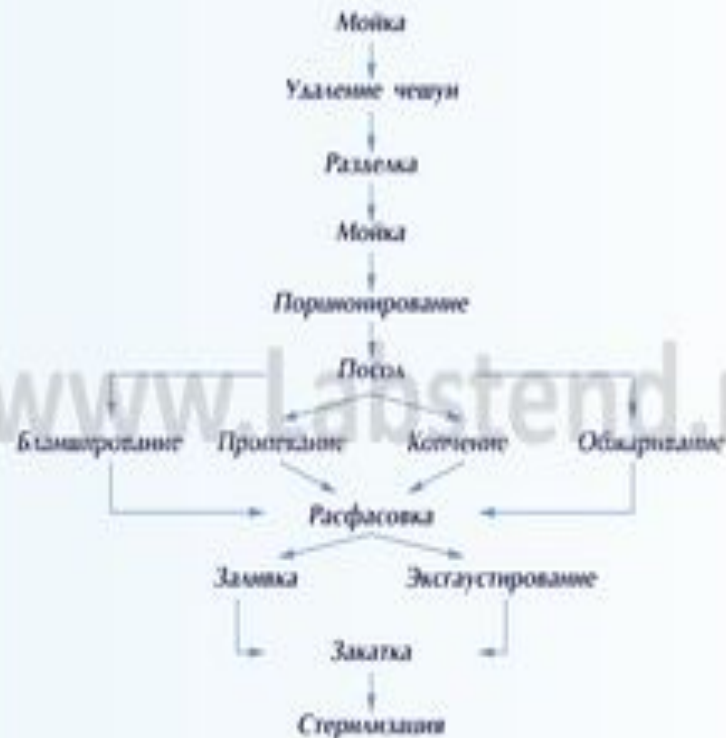 Мойка
Удаление чешуи
Разделка
Мойка
Порционирование
Посол
www.Labstend.
Бланширование Пропекание Копчение Обжаривание
Расфасовка
Заливка Эксгаустирование
Закатка
Стерилизация